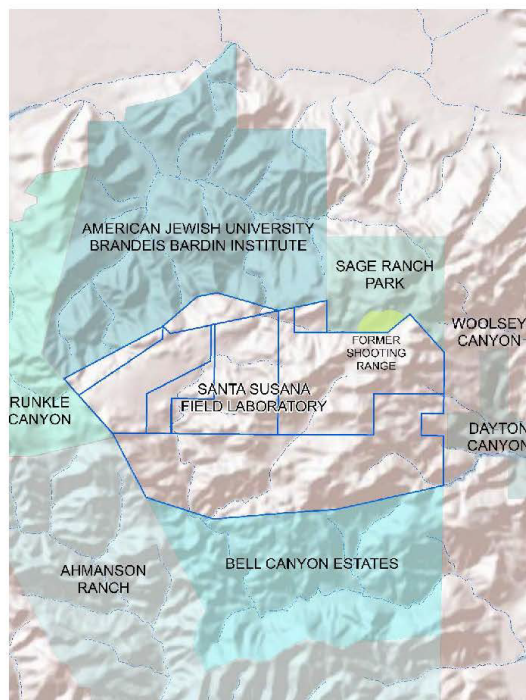 AMERICAN JEWISH UNIVERSITY
BRANDEIS BARDIN INSTITUTE
SAGE RANCH
PARK
WOOLSEY
CANYON
FORMER
SHOOTING
RANGE
SANTA SUSANA
FIELD LABORATORY
RUNKLE
CANYON
DAYTON
CANYON
BELL CANYON ESTATES
AHMANSON
RANCH